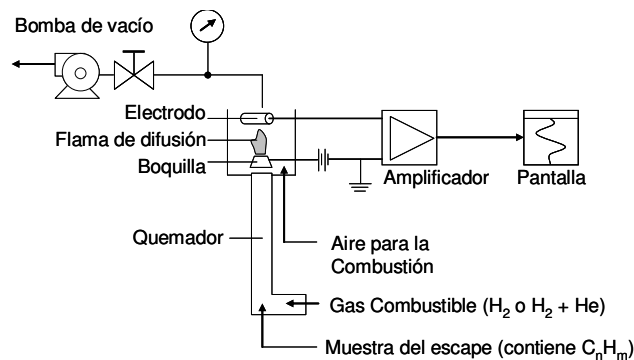 Bomba de vacío
Electrodo
Flama de difusión
Boquilla
Amplificador
Pantalla
Quemador
Aire para la
Combustión
Gas Combustible (H₂ o H₂ + He)
Muestra del escape (contiene CₙHₘ)